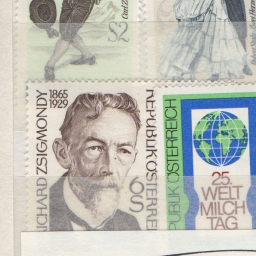 S2
RICHARD ZSIGMONDY
1865
1929
6S
REPUBLIK ÖSTERREICH
REPUBLIK ÖSTERREICH
25.
WELT
MILCH
TAG